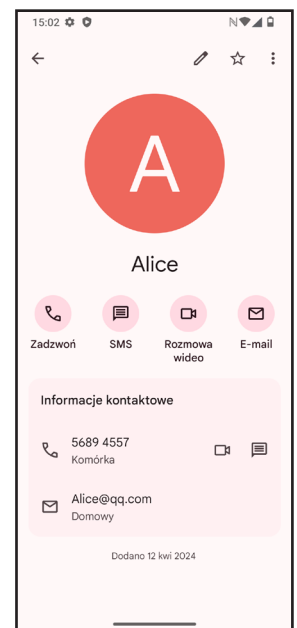 15:02
A
Alice
Zadzwoń SMS Rozmowa wideo E-mail
Informacje kontaktowe
5689 4557
Komórka
Alice@qq.com
Domowy
Dodano 12 kwi 2024